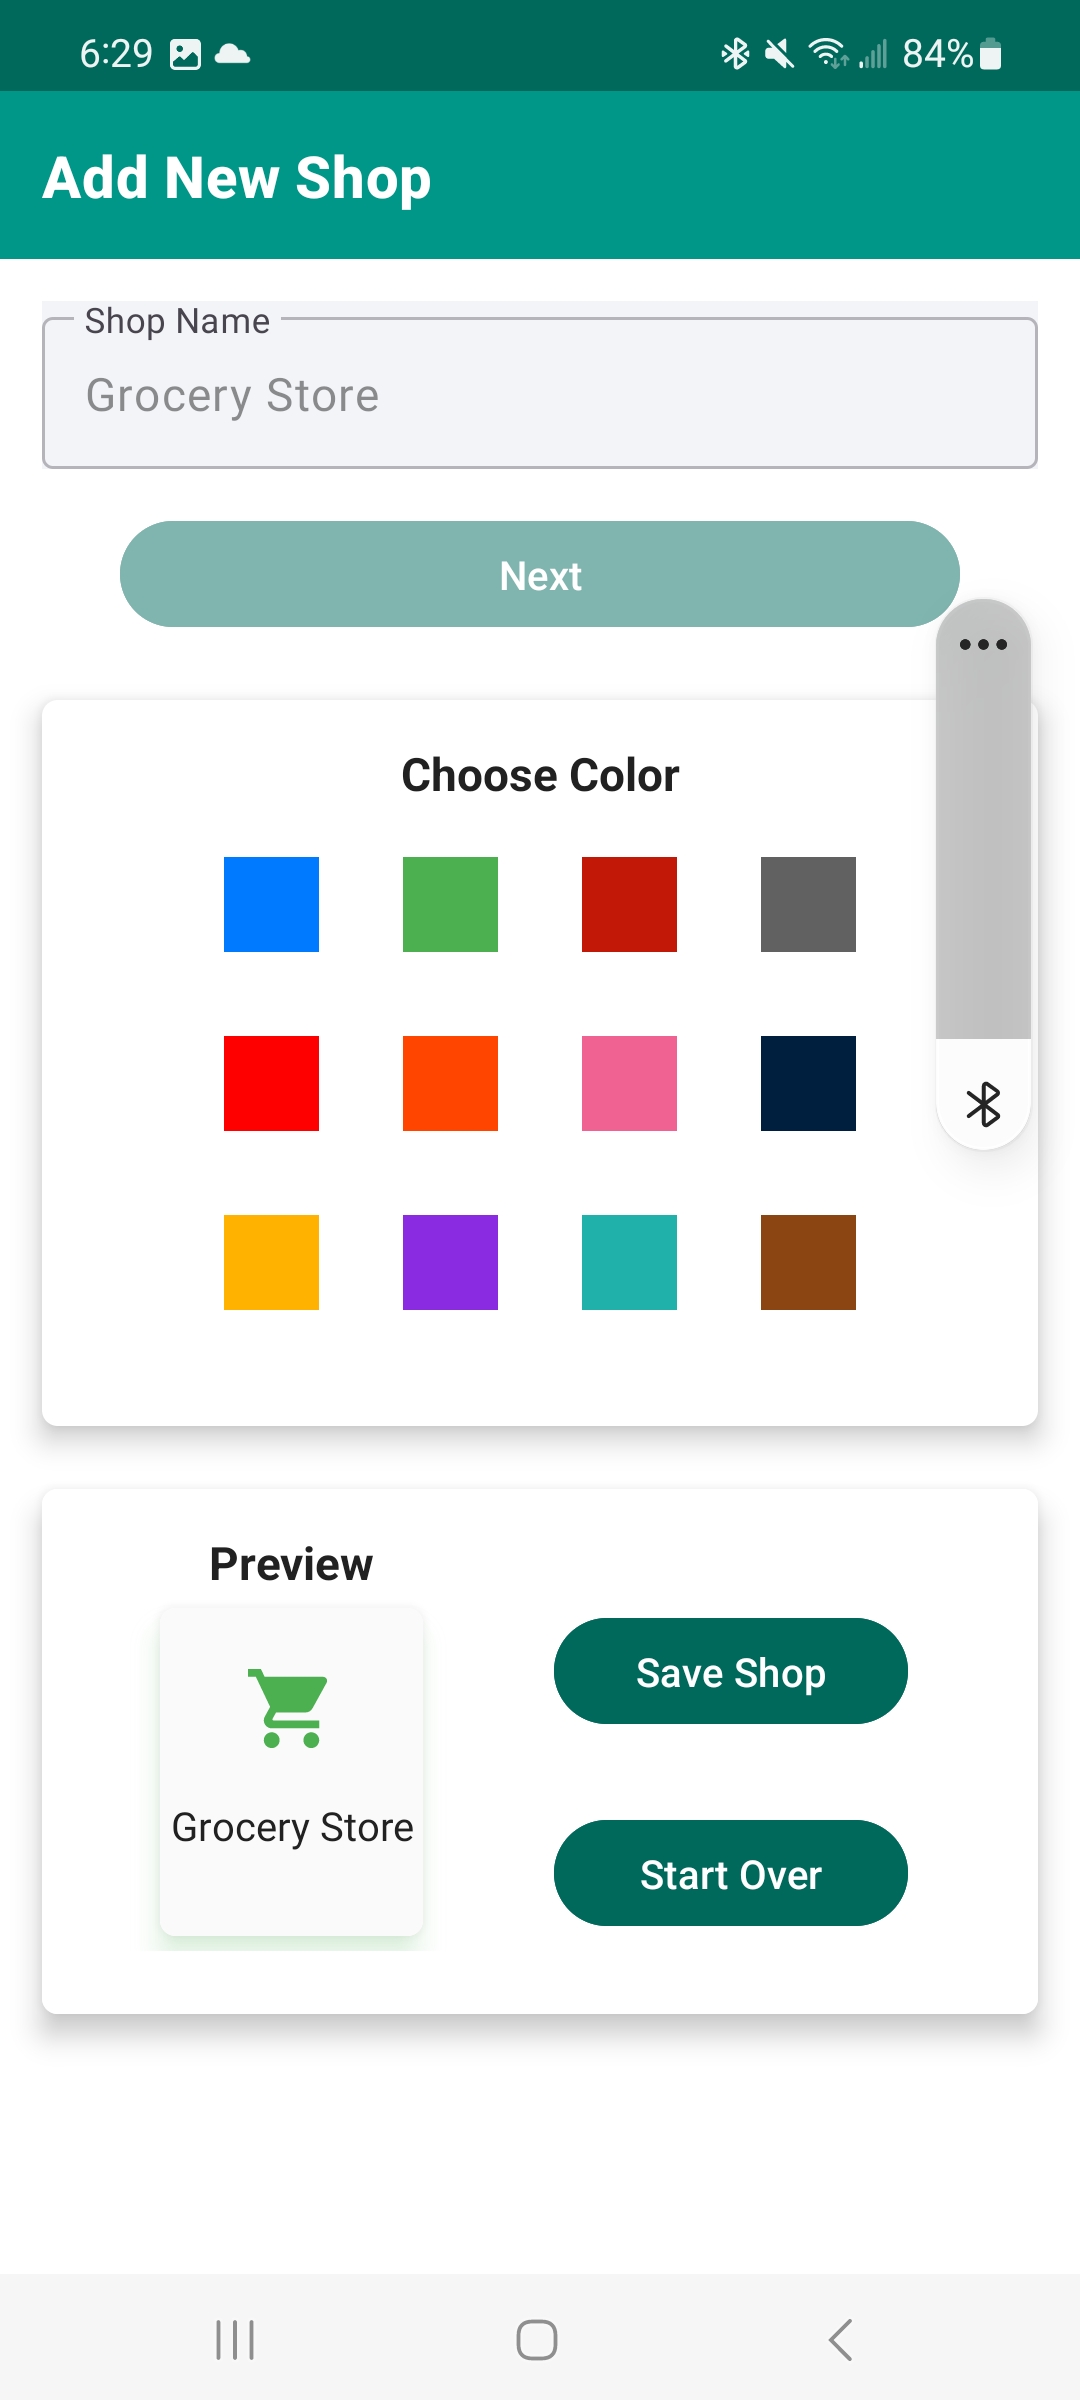 6:29
84%
Add New Shop
Shop Name
Grocery Store
Next
Choose Color
Preview
Grocery Store
Save Shop
Start Over